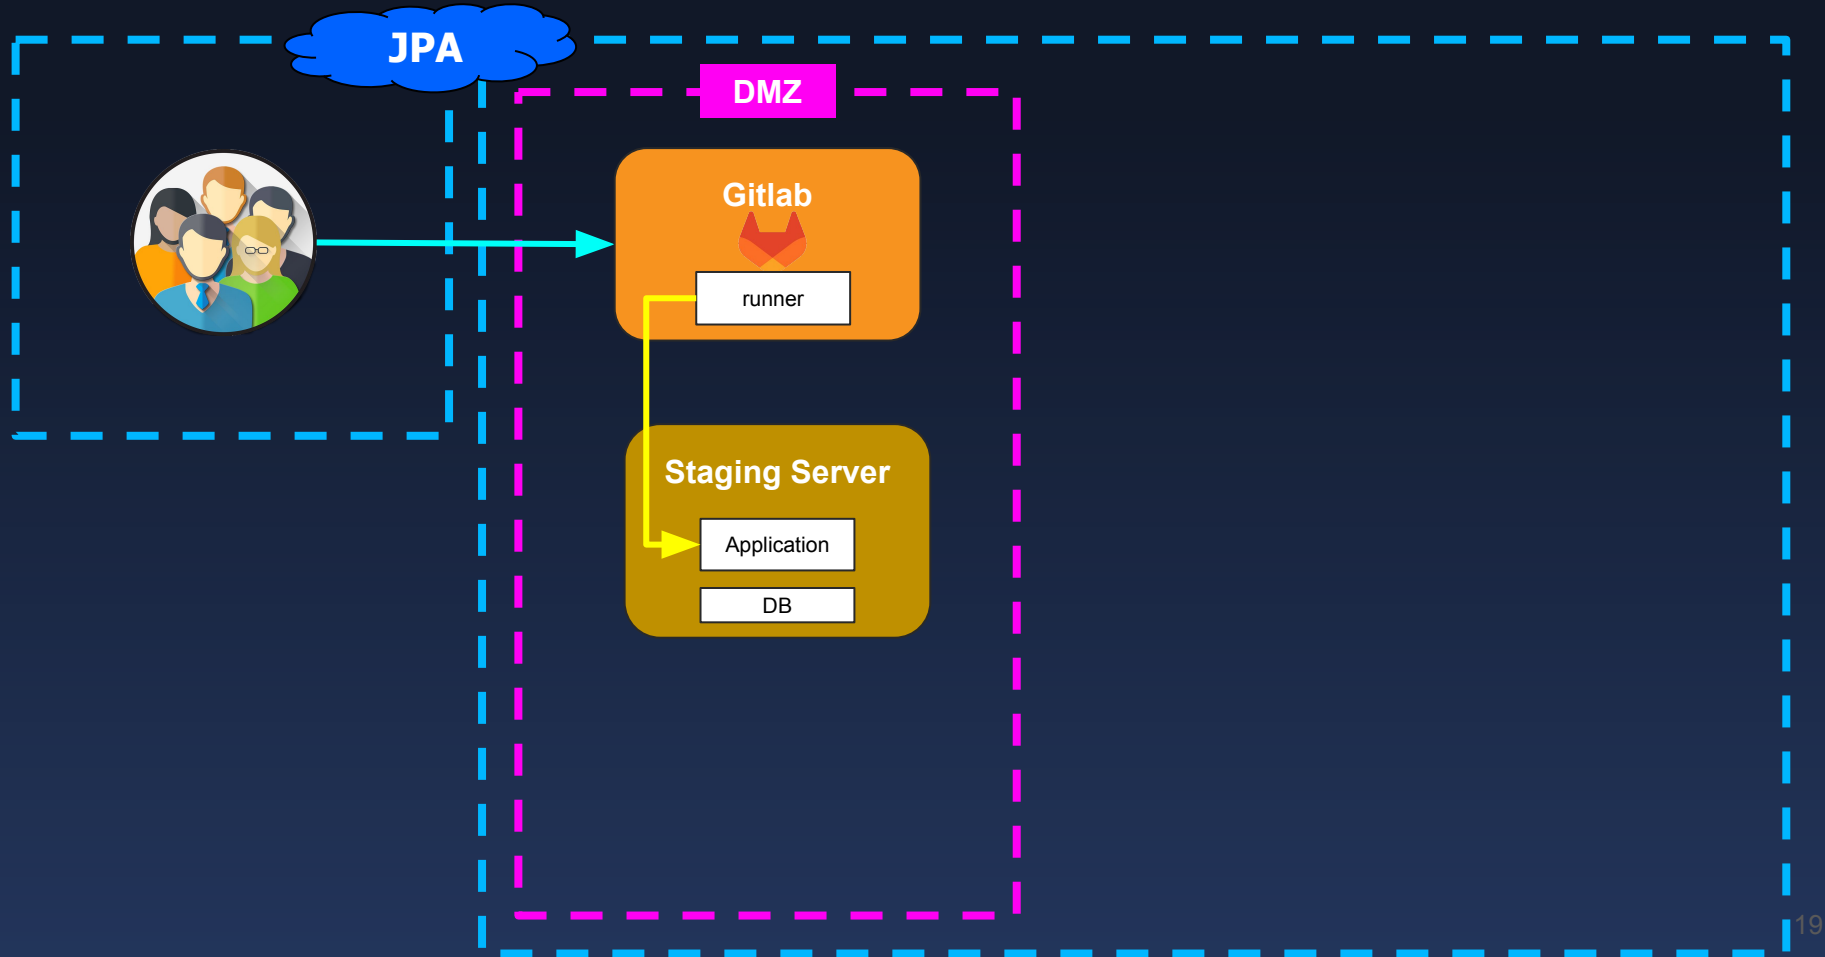 JPA
DMZ
Gitlab
runner
Staging Server
Application
DB
19